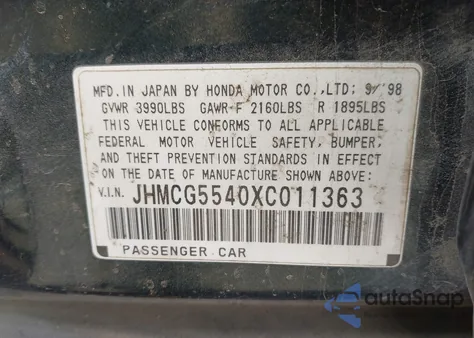 MFD.IN JAPAN BY HONDA MOTOR CO.,LTD: 9/'98
GVWR 3990LBS GAWR-F 2160LBS R 1895LBS
THIS VEHICLE CONFORMS TO ALL APPLICABLE
FEDERAL MOTOR VEHICLE SAFETY, BUMPER,
AND THEFT PREVENTION STANDARDS IN EFFECT
ON THE DATE OF MANUFACTURE SHOWN ABOVE:
V.I.N. JHMCG5540XC011363
PASSENGER CAR
autoSnap